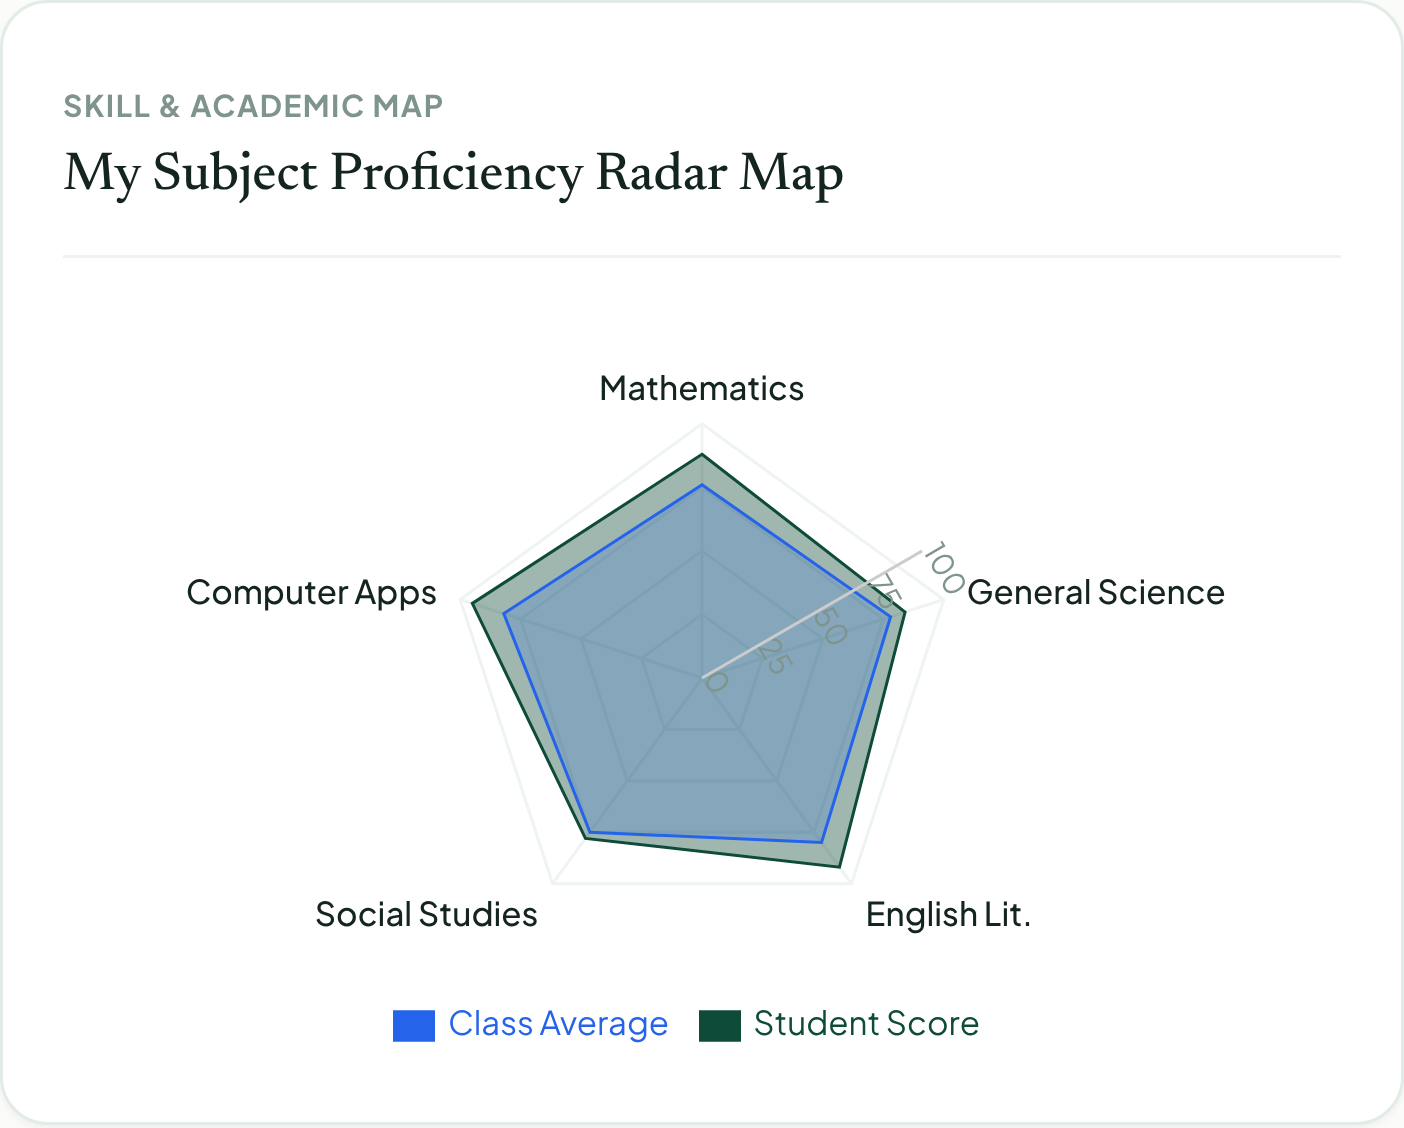 SKILL & ACADEMIC MAP
My Subject Proficiency Radar Map
Mathematics
100
Computer Apps
75
General Science
50
25
0
Social Studies
English Lit.
Class Average
Student Score